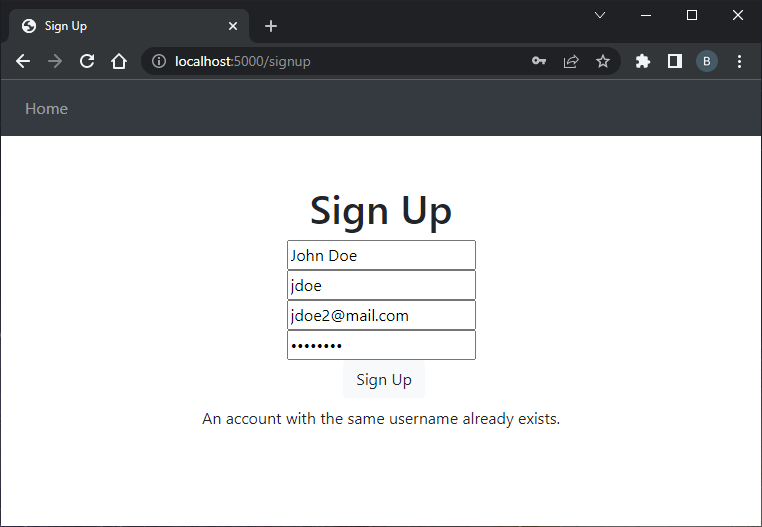 Sign Up
localhost:5000/signup
B
Home
Sign Up
John Doe
jdoe
jdoe2@mail.com
••••••••
Sign Up
An account with the same username already exists.